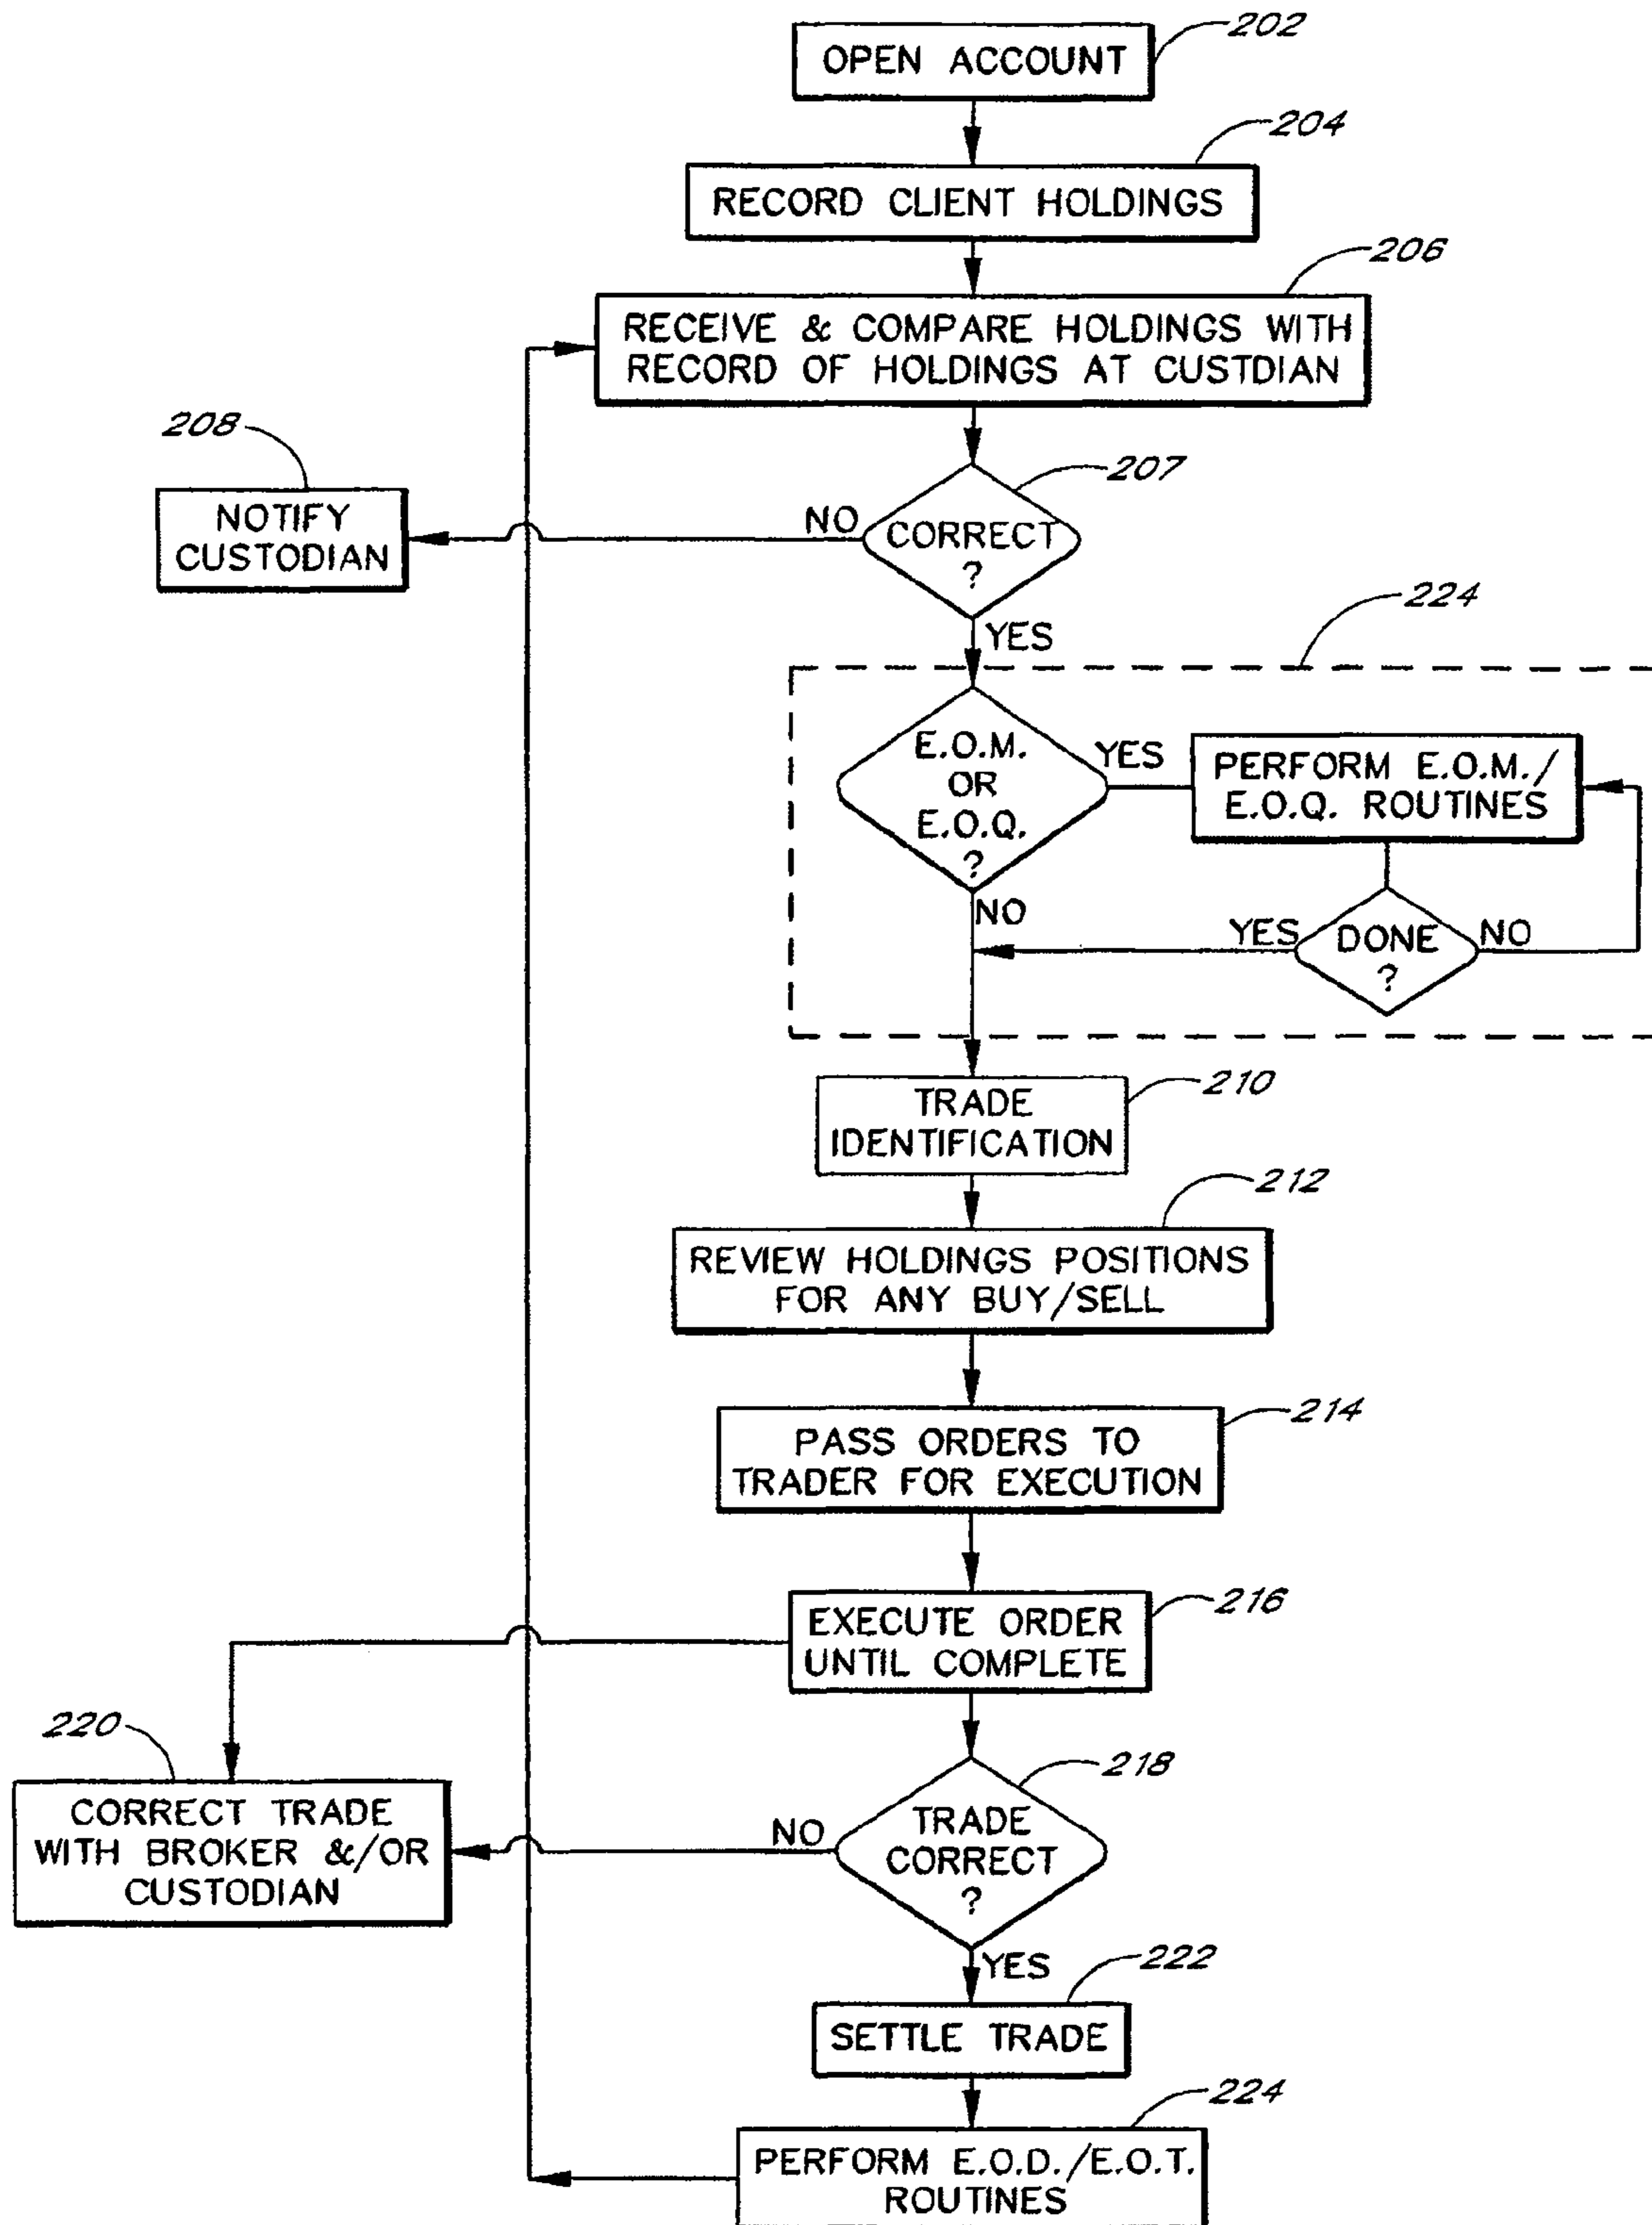 202
OPEN ACCOUNT
204
RECORD CLIENT HOLDINGS
206
RECEIVE & COMPARE HOLDINGS WITH
RECORD OF HOLDINGS AT CUSTDIAN
208
NOTIFY
CUSTODIAN
207
NO
CORRECT
?
YES
224
E.O.M.
OR
E.O.Q.
?
YES
PERFORM E.O.M./
E.O.Q. ROUTINES
NO
YES
DONE
?
NO
210
TRADE
IDENTIFICATION
212
REVIEW HOLDINGS POSITIONS
FOR ANY BUY/SELL
214
PASS ORDERS TO
TRADER FOR EXECUTION
216
EXECUTE ORDER
UNTIL COMPLETE
220
CORRECT TRADE
WITH BROKER &/OR
CUSTODIAN
218
NO
TRADE
CORRECT
?
YES
222
SETTLE TRADE
224
PERFORM E.O.D./E.O.T.
ROUTINES